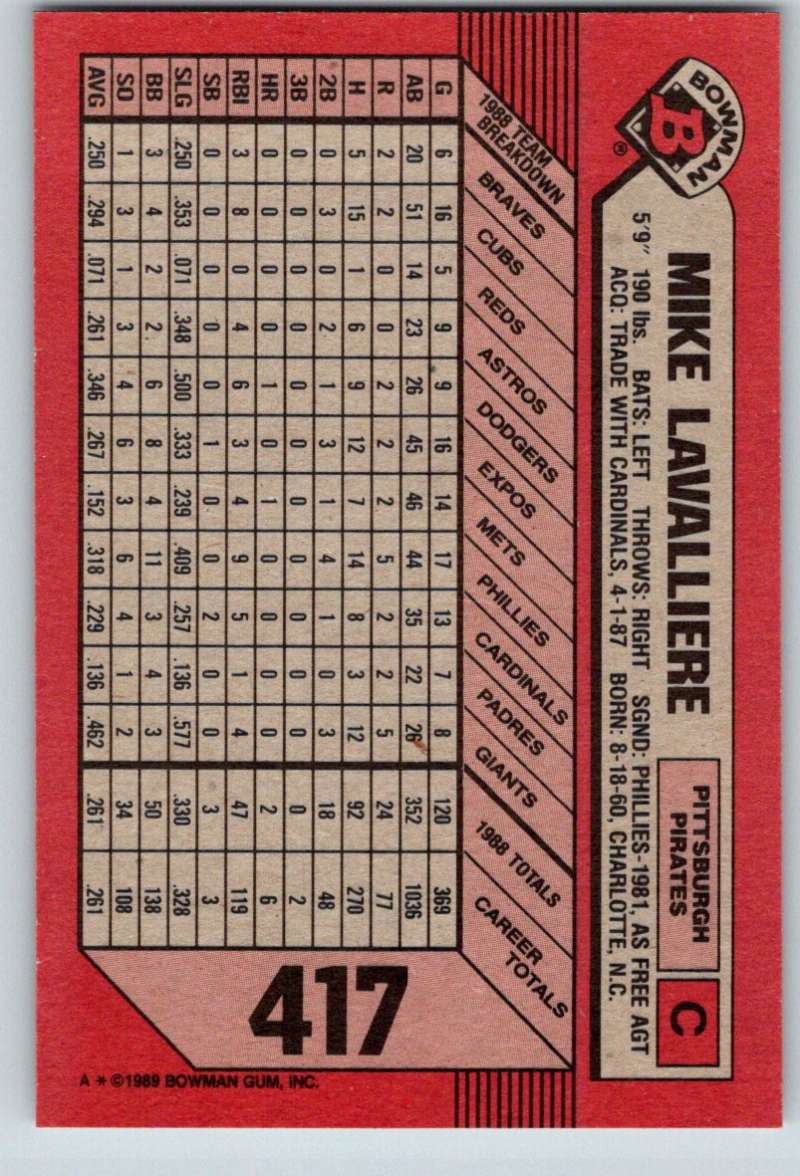 BOWMAN
B
®
MIKE LAVALLIERE
PITTSBURGH
PIRATES
C
5'9" 190 lbs. BATS: LEFT THROWS: RIGHT SGND: PHILLIES-1981, AS FREE AGT
ACQ: TRADE WITH CARDINALS, 4-1-87 BORN: 8-18-60, CHARLOTTE, N.C.
1988 TEAM
BREAKDOWN
BRAVES
CUBS
REDS
ASTROS
DODGERS
EXPOS
METS
PHILLIES
CARDINALS
PADRES
GIANTS
1988 TOTALS
CAREER
TOTALS
G 6 16 5 9 9 16 14 17 13 7 8 120 369
AB 20 51 14 23 26 45 46 44 35 22 26 352 1036
R 2 2 0 0 2 2 2 5 2 2 5 24 77
H 5 15 1 6 9 12 7 14 8 3 12 92 270
2B 0 3 0 2 1 3 1 4 1 0 3 18 48
3B 0 0 0 0 0 0 0 0 0 0 0 0 2
HR 0 0 0 0 1 0 1 0 0 0 0 2 6
RBI 3 8 0 4 6 3 4 9 5 1 4 47 119
SB 0 0 0 0 0 1 0 0 2 0 0 3 3
SLG .250 .353 .071 .348 .500 .333 .239 .409 .257 .136 .577 .330 .328
BB 3 4 2 2 6 8 4 11 3 4 3 50 138
SO 1 3 1 3 4 6 3 6 4 1 2 34 108
AVG .250 .294 .071 .261 .346 .267 .152 .318 .229 .136 .462 .261 .261
417
A * ©1989 BOWMAN GUM, INC.